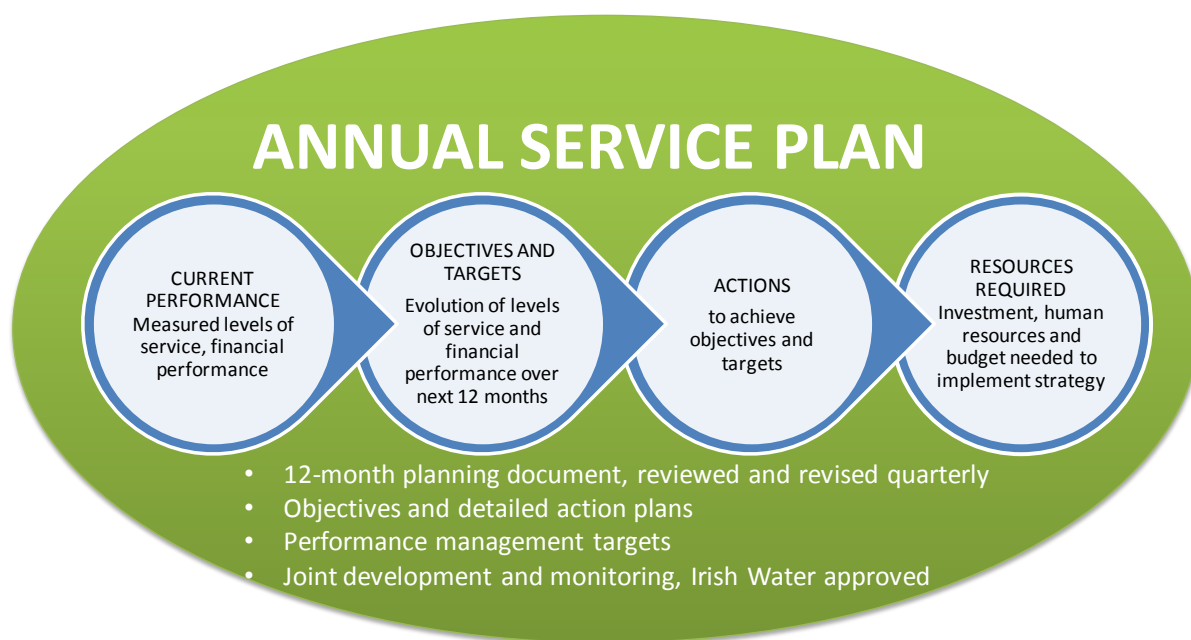 ANNUAL SERVICE PLAN
CURRENT
PERFORMANCE
Measured levels of
service, financial
performance
OBJECTIVES AND
TARGETS
Evolution of levels
of service and
financial
performance over
next 12 months
ACTIONS
to achieve
objectives and
targets
RESOURCES
REQUIRED
Investment, human
resources and
budget needed to
implement strategy
• 12-month planning document, reviewed and revised quarterly
• Objectives and detailed action plans
• Performance management targets
• Joint development and monitoring, Irish Water approved